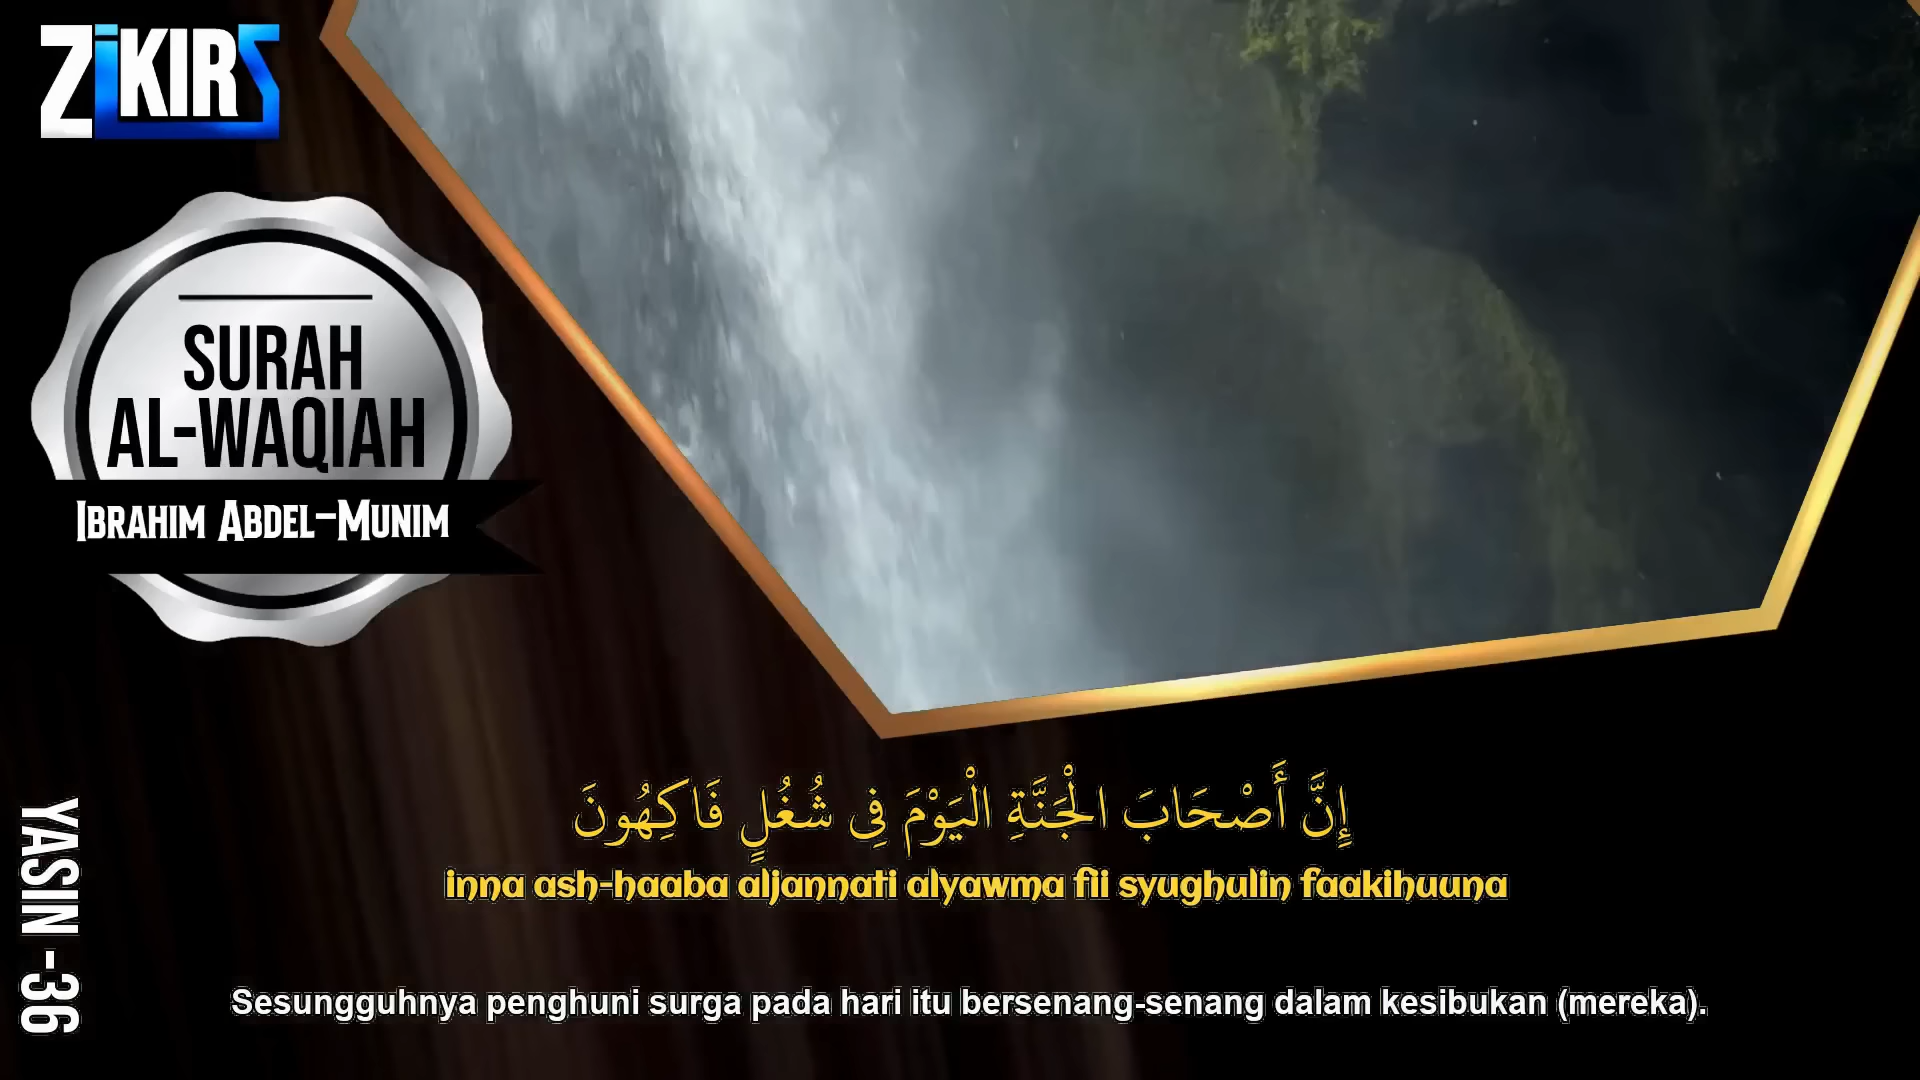 ZiKIRS
SURAH
AL-WAQIAH
IBRAHIM ABDEL-MUNIM
إِنَّ أَصْحَابَ الْجَنَّةِ الْيَوْمَ فِى شُغُلٍ فَاكِهُونَ
inna ash-haaba aljannati alyawma fii syughulin faakihuuna
Sesungguhnya penghuni surga pada hari itu bersenang-senang dalam kesibukan (mereka).
YASIN -36